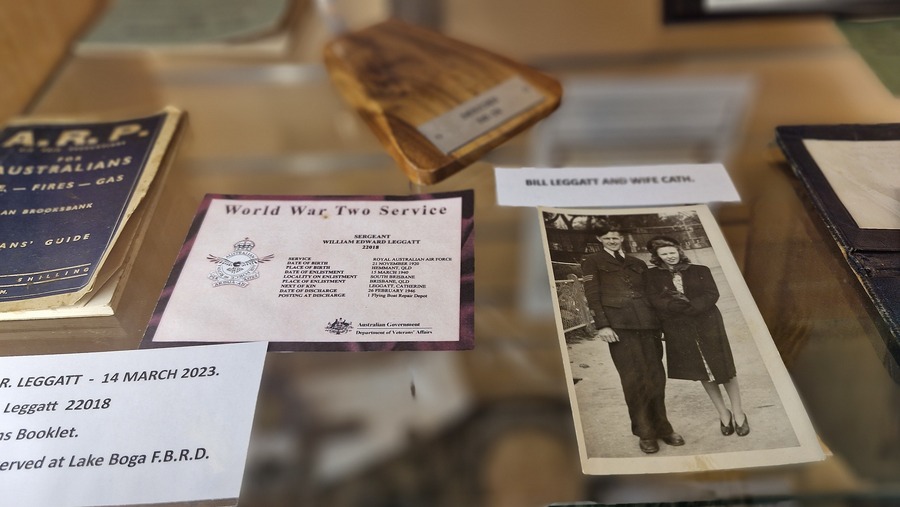 A.R.P.
FOR
AUSTRALIANS
— FIRES — GAS
AN BROOKSBANK
ANS' GUIDE
SHILLING
World War Two Service
SERGEANT
WILLIAM EDWARD LEGGATT
22018
SERVICE ROYAL AUSTRALIAN AIR FORCE
DATE OF BIRTH 21 NOVEMBER 1920
PLACE OF BIRTH HEMMANT, QLD
DATE OF ENLISTMENT 13 MARCH 1940
LOCALITY ON ENLISTMENT SOUTH BRISBANE
PLACE OF ENLISTMENT BRISBANE, QLD
NEXT OF KIN LEGGATT, CATHERINE
DATE OF DISCHARGE 26 FEBRUARY 1946
POSTING AT DISCHARGE 1 Flying Boat Repair Depot
Australian Government
Department of Veterans' Affairs
BILL LEGGATT AND WIFE CATH.
R. LEGGATT - 14 MARCH 2023.
Leggatt 22018
ns Booklet.
erved at Lake Boga F.B.R.D.